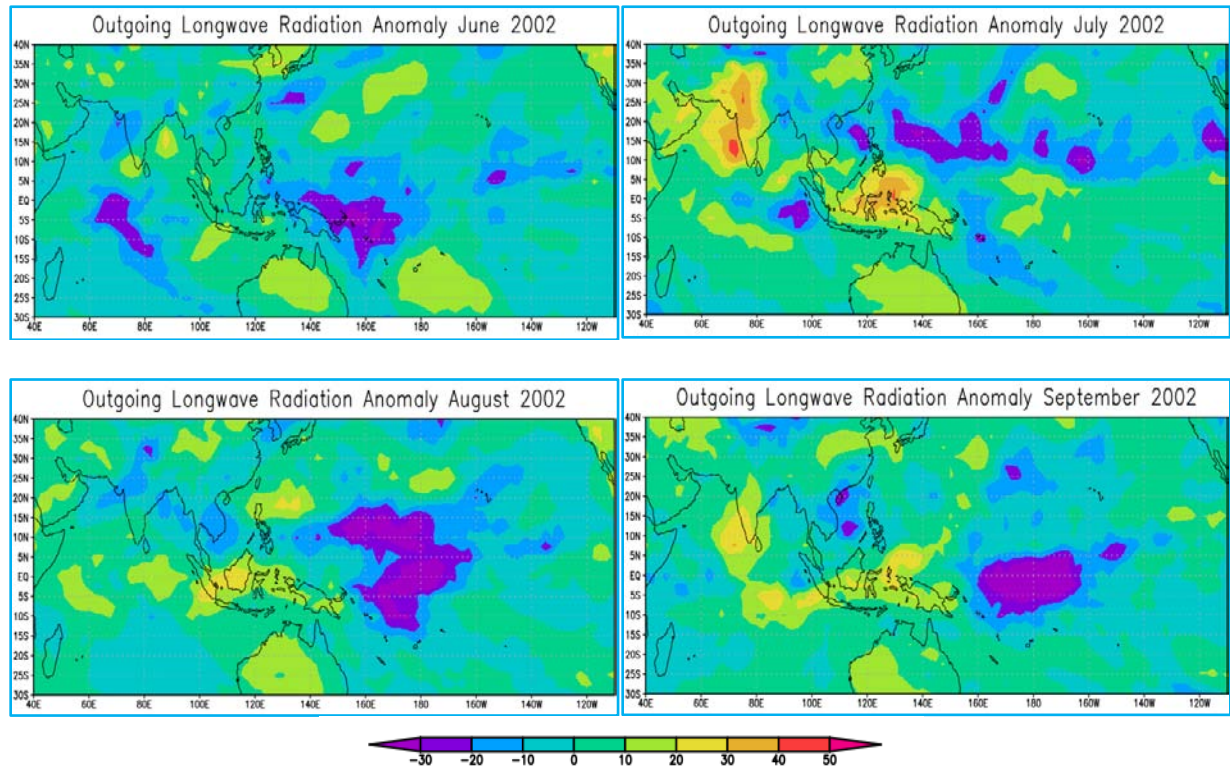 Outgoing Longwave Radiation Anomaly June 2002
40N
35N
30N
25N
20N
15N
10N
5N
EQ
5S
10S
15S
20S
25S
30S
40E 60E 80E 100E 120E 140E 160E 180 160W 140W 120W
Outgoing Longwave Radiation Anomaly July 2002
40N
35N
30N
25N
20N
15N
10N
5N
EQ
5S
10S
15S
20S
25S
30S
40E 60E 80E 100E 120E 140E 160E 180 160W 140W 120W
Outgoing Longwave Radiation Anomaly August 2002
40N
35N
30N
25N
20N
15N
10N
5N
EQ
5S
10S
15S
20S
25S
30S
40E 60E 80E 100E 120E 140E 160E 180 160W 140W 120W
Outgoing Longwave Radiation Anomaly September 2002
40N
35N
30N
25N
20N
15N
10N
5N
EQ
5S
10S
15S
20S
25S
30S
40E 60E 80E 100E 120E 140E 160E 180 160W 140W 120W
-30 -20 -10 0 10 20 30 40 50